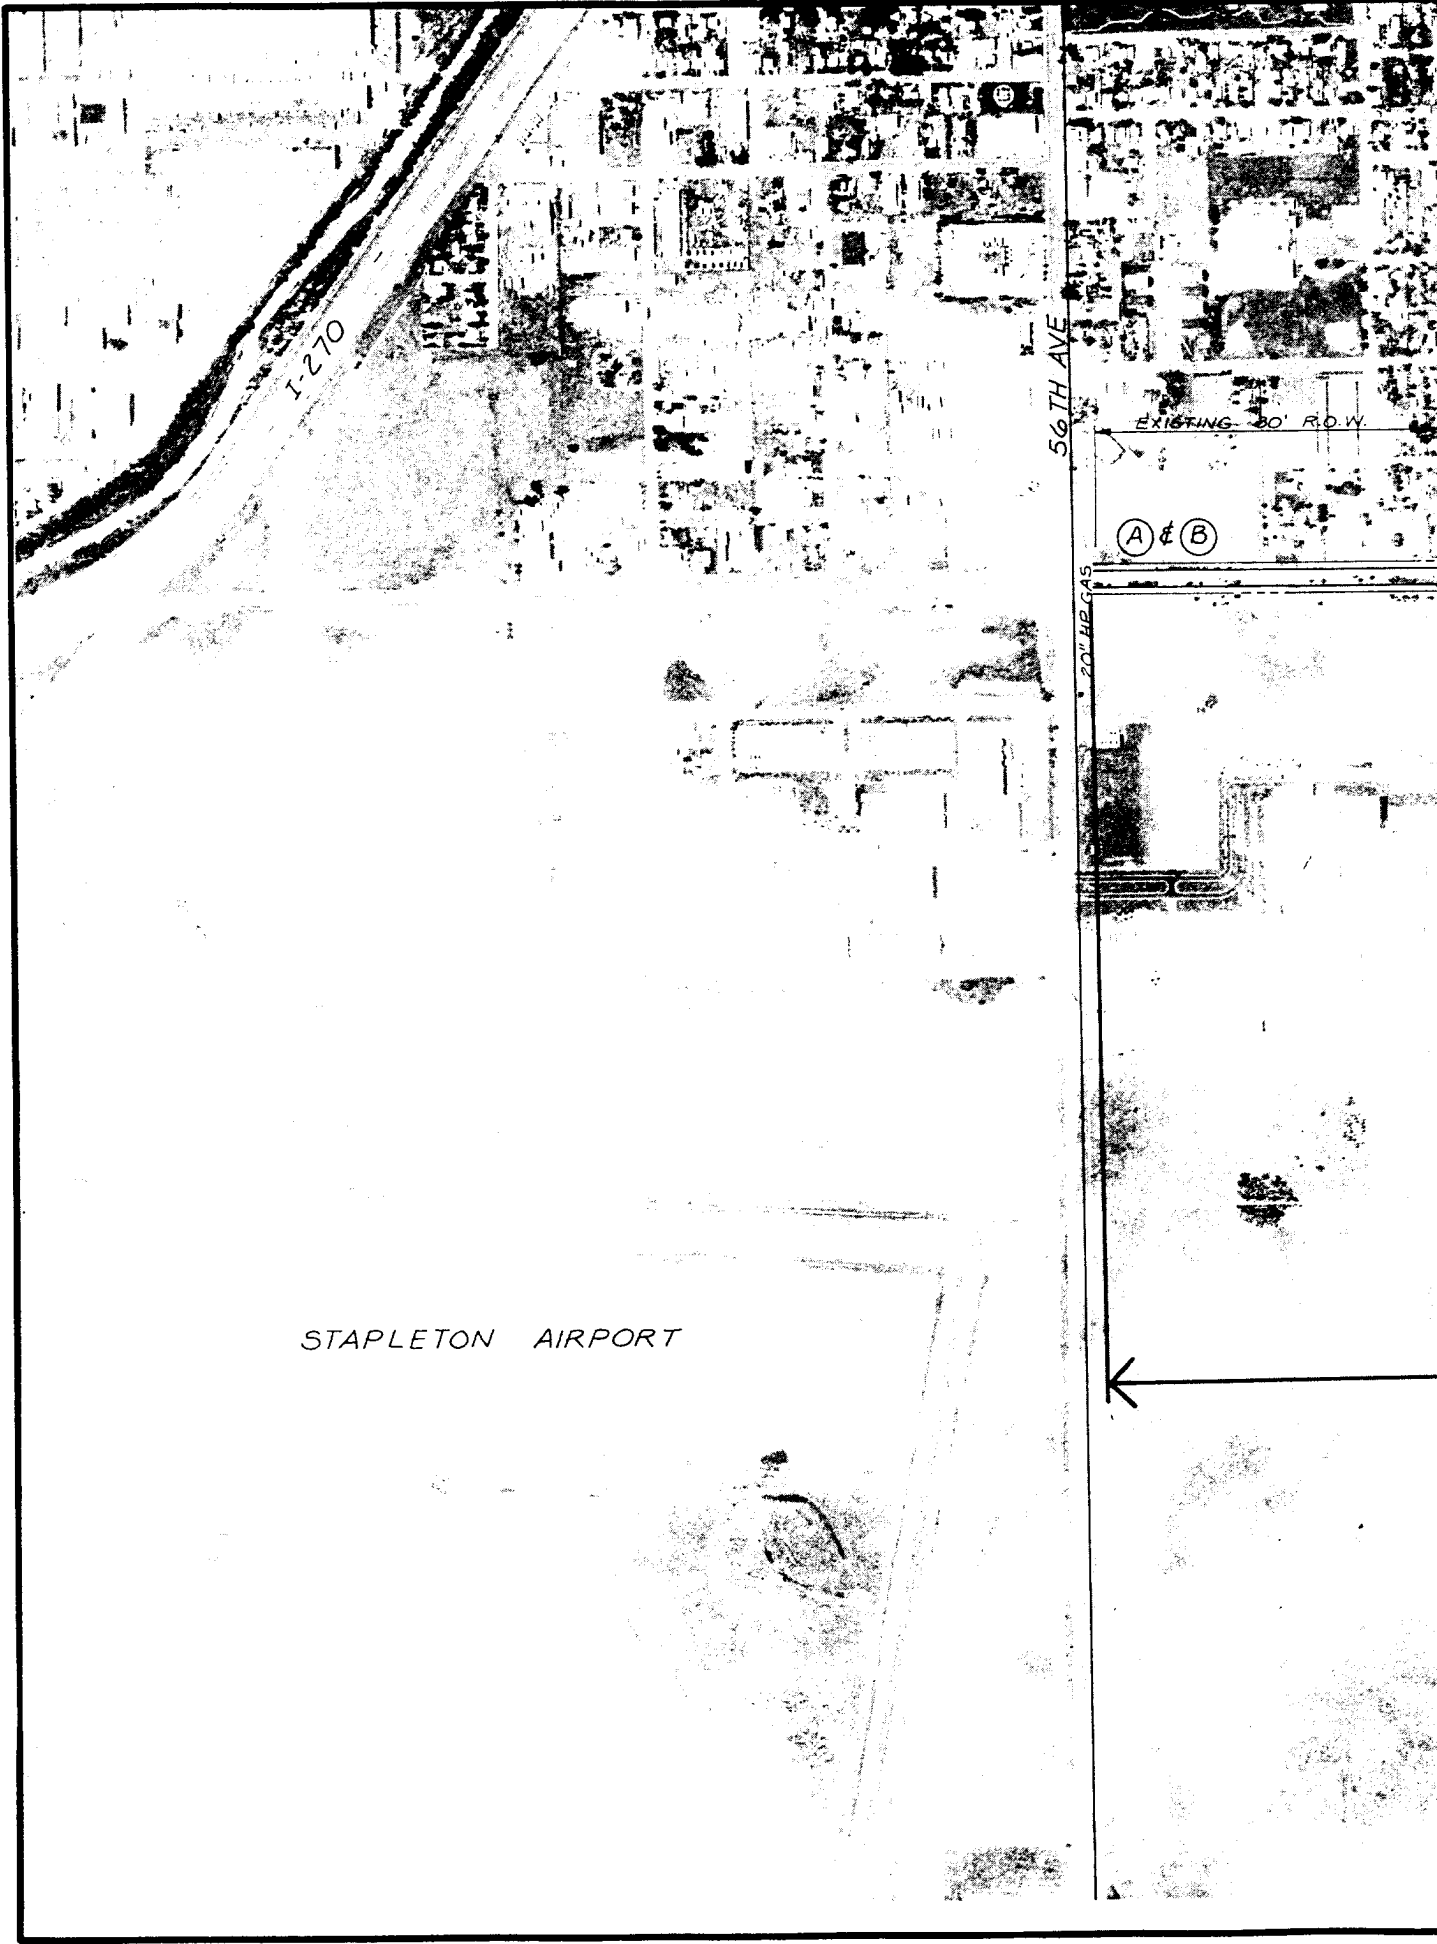 I-270
56TH AVE
EXISTING 80' R.O.W.
A & B
20" HP GAS
STAPLETON AIRPORT